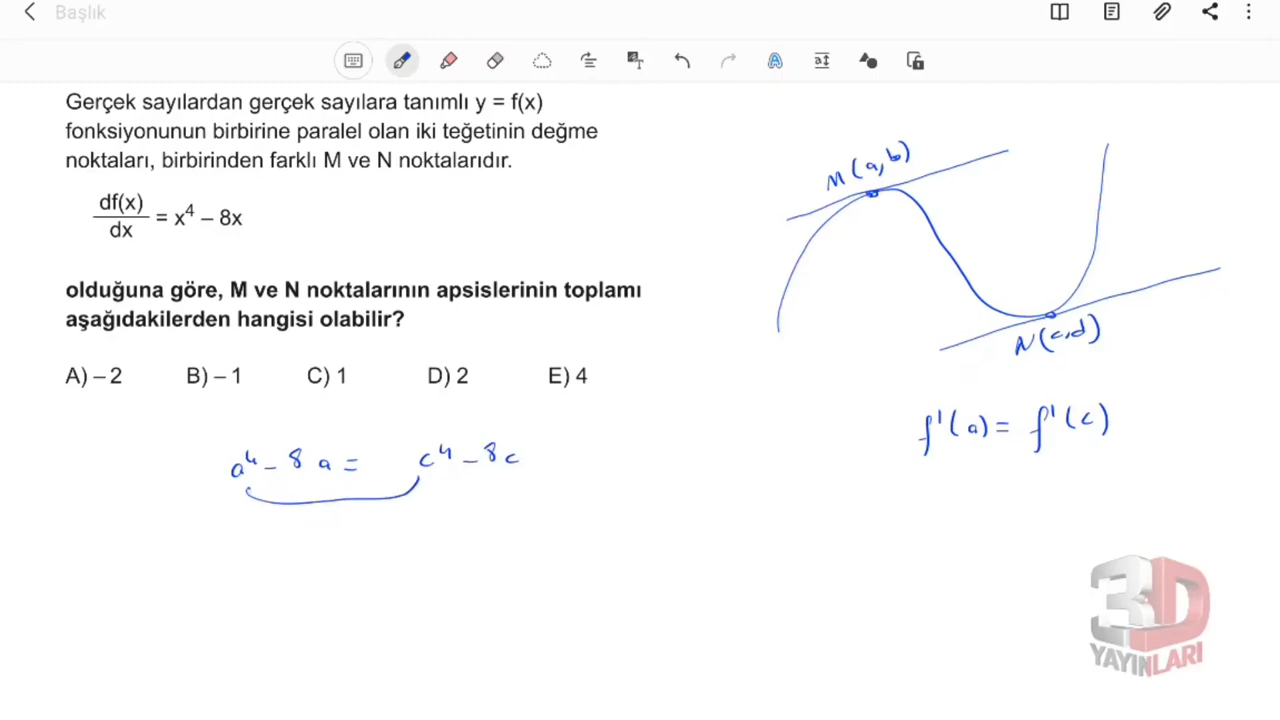 Başlık
Gerçek sayılardan gerçek sayılara tanımlı y = f(x)
fonksiyonunun birbirine paralel olan iki teğetinin değme
noktaları, birbirinden farklı M ve N noktalarıdır.
df(x)
dx
= x⁴ – 8x
olduğuna göre, M ve N noktalarının apsislerinin toplamı
aşağıdakilerden hangisi olabilir?
A) – 2 B) – 1 C) 1 D) 2 E) 4
a⁴ – 8a = c⁴ – 8c
M(a,b)
N(c,d)
f'(a) = f'(c)
3D
YAYINLARI